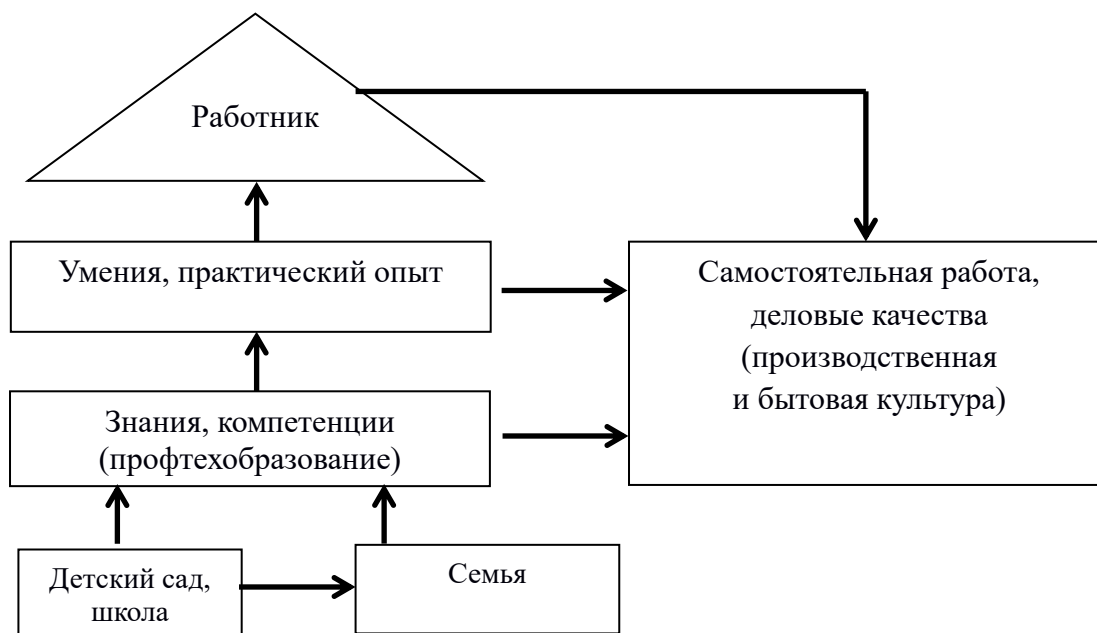 Работник
Умения, практический опыт
Самостоятельная работа,
деловые качества
(производственная
и бытовая культура)
Знания, компетенции
(профтехобразование)
Детский сад,
школа
Семья